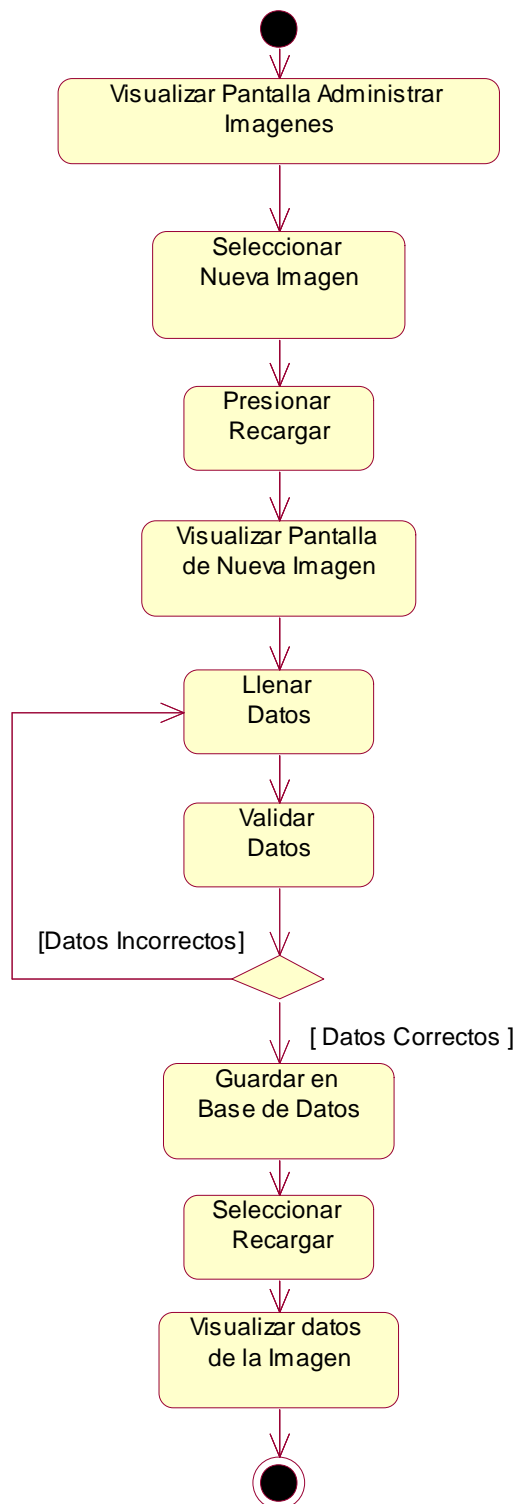 Visualizar Pantalla Administrar
Imagenes
Seleccionar
Nueva Imagen
Presionar
Recargar
Visualizar Pantalla
de Nueva Imagen
Llenar
Datos
Validar
Datos
[Datos Incorrectos]
[ Datos Correctos ]
Guardar en
Base de Datos
Seleccionar
Recargar
Visualizar datos
de la Imagen